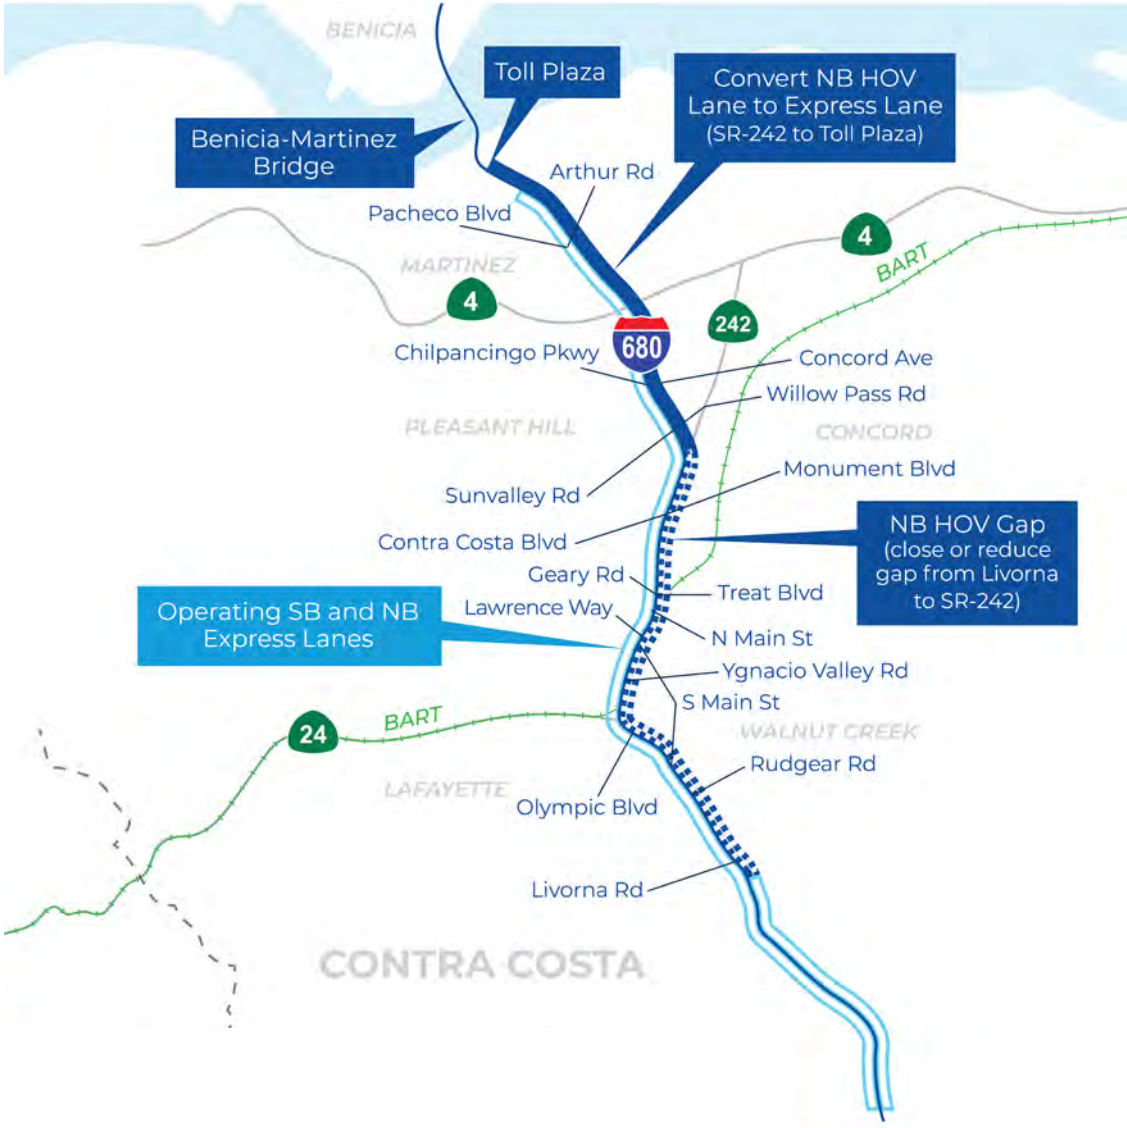 BENICIA
Toll Plaza
Convert NB HOV
Lane to Express Lane
(SR-242 to Toll Plaza)
Benicia-Martinez
Bridge
Arthur Rd
Pacheco Blvd
4
BART
MARTINEZ
4
242
680
Chilpancingo Pkwy
Concord Ave
Willow Pass Rd
PLEASANT HILL
CONCORD
Monument Blvd
Sunvalley Rd
NB HOV Gap
(close or reduce
gap from Livorna
to SR-242)
Contra Costa Blvd
Geary Rd
Treat Blvd
Lawrence Way
Operating SB and NB
Express Lanes
N Main St
Ygnacio Valley Rd
S Main St
BART
24
WALNUT CREEK
Rudgear Rd
LAFAYETTE
Olympic Blvd
Livorna Rd
CONTRA COSTA